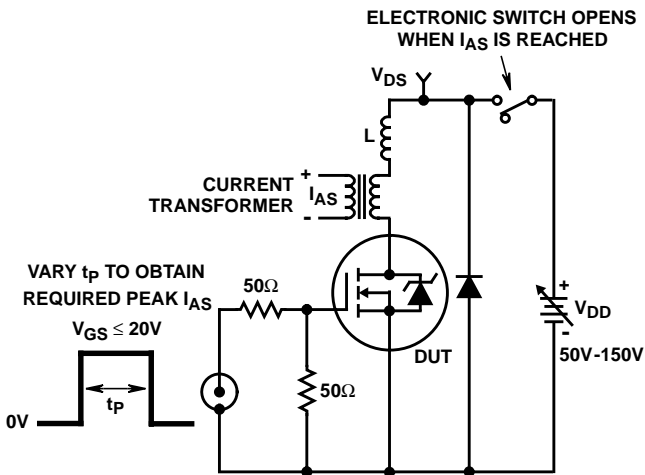 ELECTRONIC SWITCH OPENS
WHEN IAS IS REACHED
VDS
L
+
CURRENT
TRANSFORMER
IAS
-
VARY tP TO OBTAIN
REQUIRED PEAK IAS
50Ω
VGS ≤ 20V
+
VDD
-
DUT
50V-150V
50Ω
tP
0V